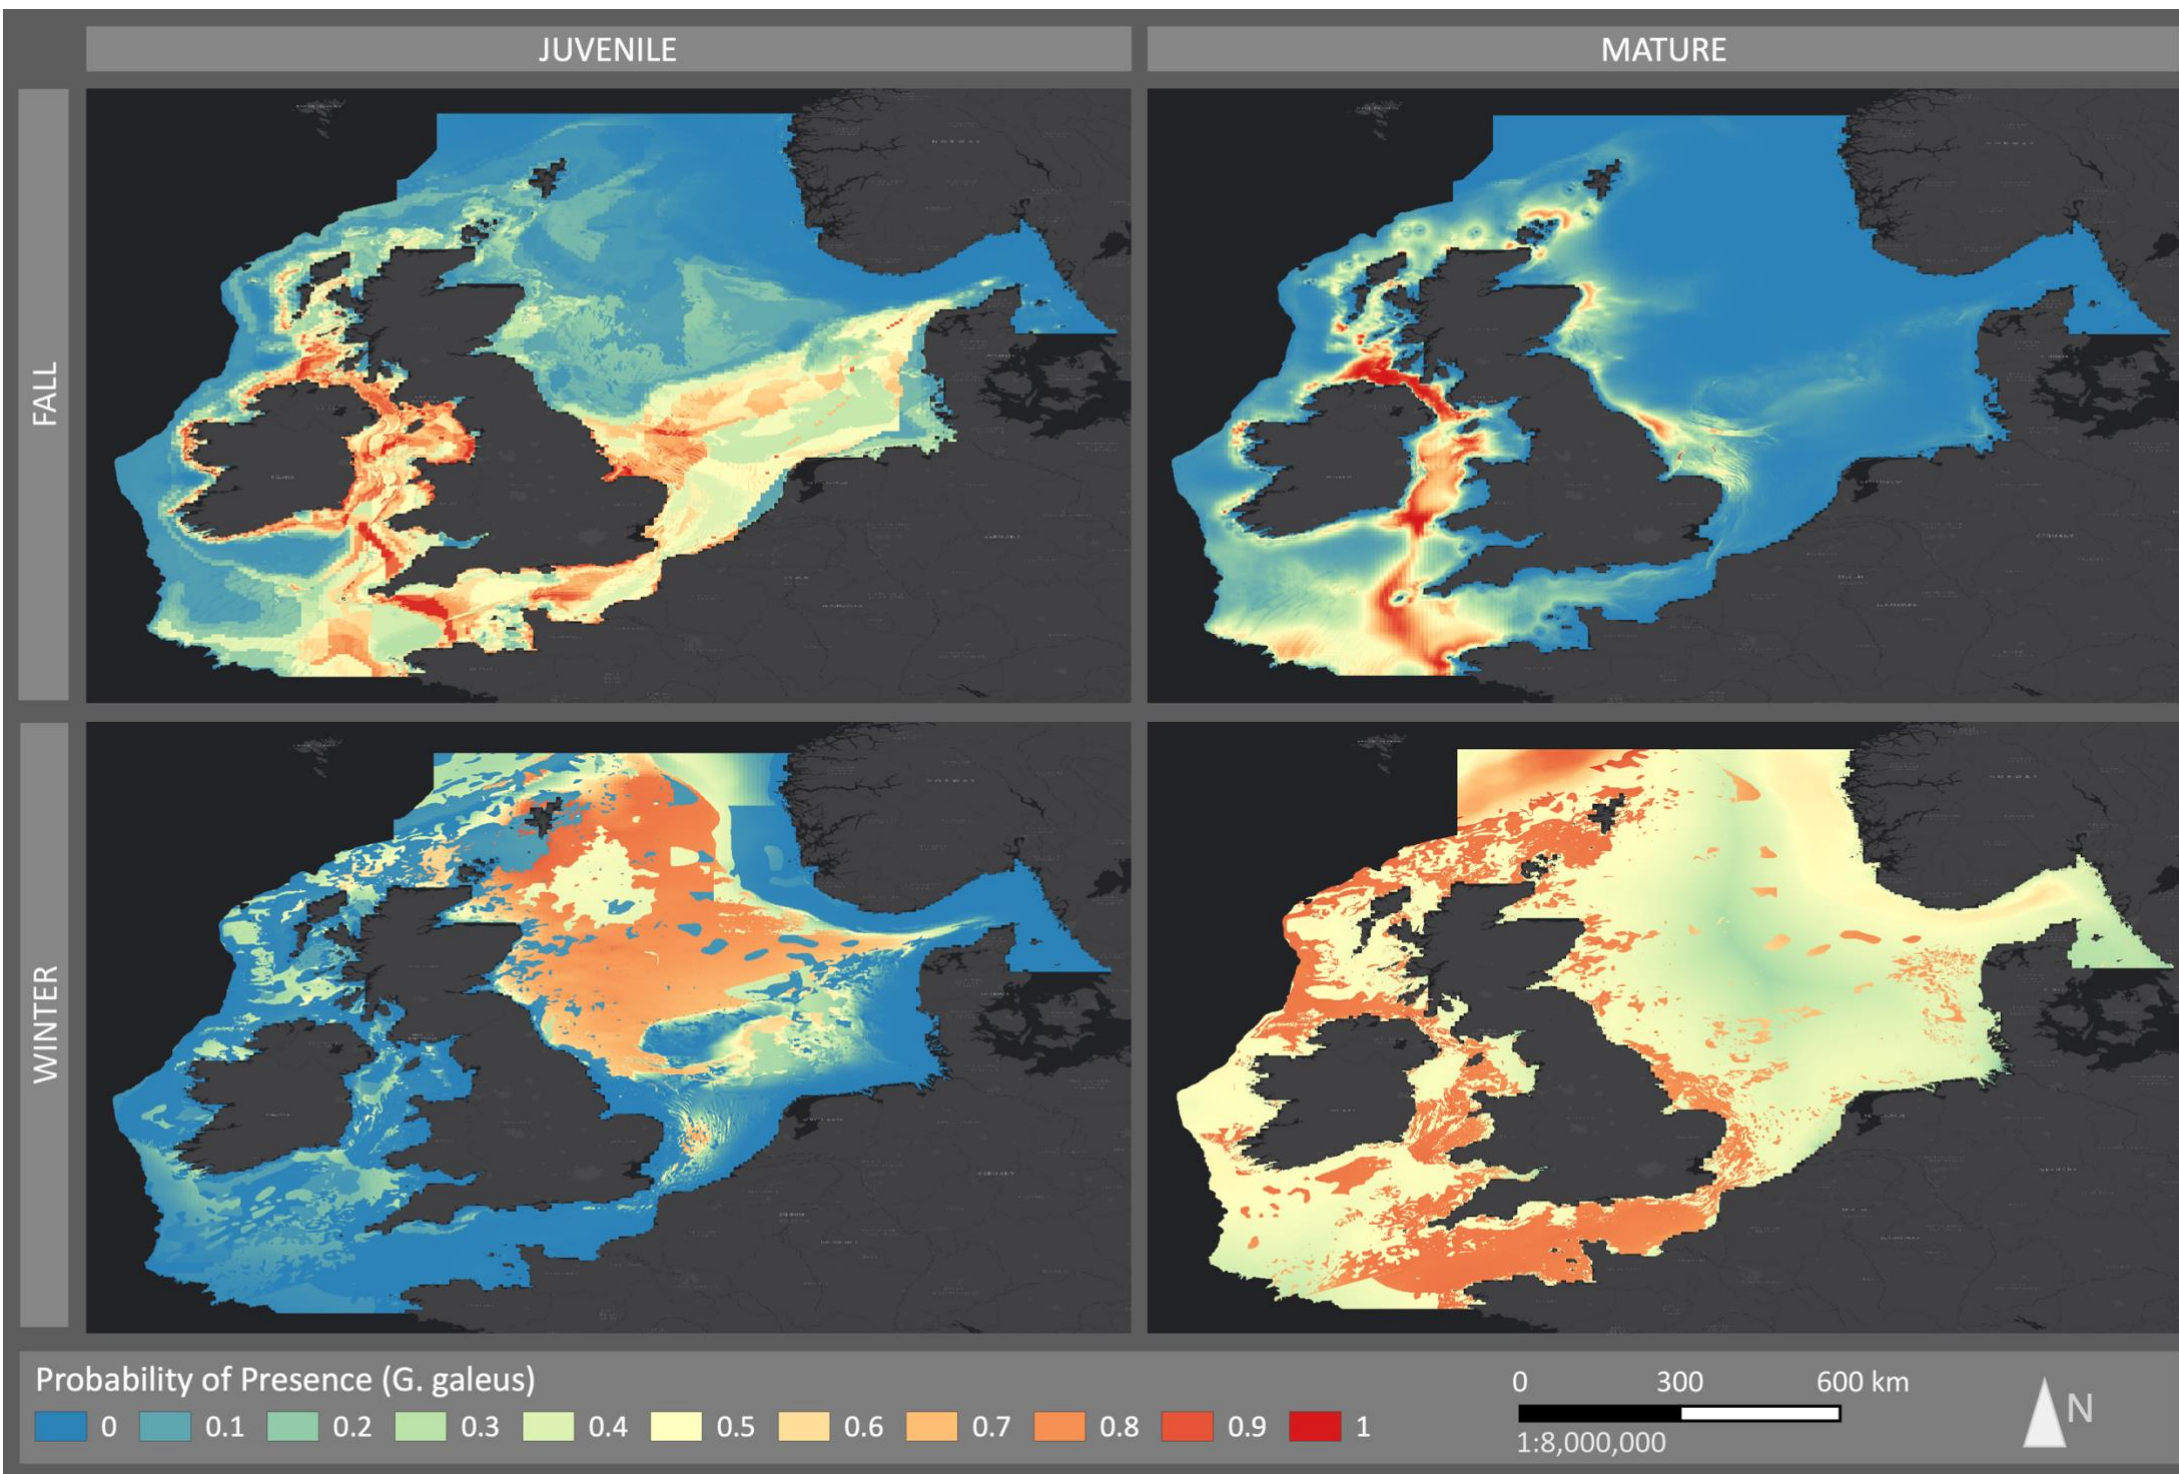 JUVENILE
MATURE
FALL
WINTER
Probability of Presence (G. galeus)
0 0.1 0.2 0.3 0.4 0.5 0.6 0.7 0.8 0.9 1
0 300 600 km
1:8,000,000
N